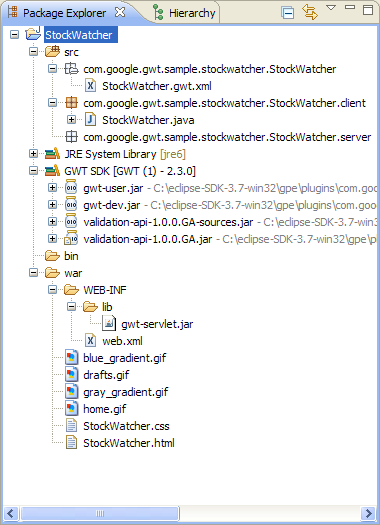 Package Explorer Hierarchy
StockWatcher
src
com.google.gwt.sample.stockwatcher.StockWatcher
StockWatcher.gwt.xml
com.google.gwt.sample.stockwatcher.StockWatcher.client
StockWatcher.java
com.google.gwt.sample.stockwatcher.StockWatcher.server
JRE System Library [jre6]
GWT SDK [GWT (1) - 2.3.0]
gwt-user.jar - C:\eclipse-SDK-3.7-win32\gpe\plugins\com.goo
gwt-dev.jar - C:\eclipse-SDK-3.7-win32\gpe\plugins\com.goo
validation-api-1.0.0.GA-sources.jar - C:\eclipse-SDK-3.7-w
validation-api-1.0.0.GA.jar - C:\eclipse-SDK-3.7-win32\gpe\p
bin
war
WEB-INF
lib
gwt-servlet.jar
web.xml
blue_gradient.gif
drafts.gif
gray_gradient.gif
home.gif
StockWatcher.css
StockWatcher.html